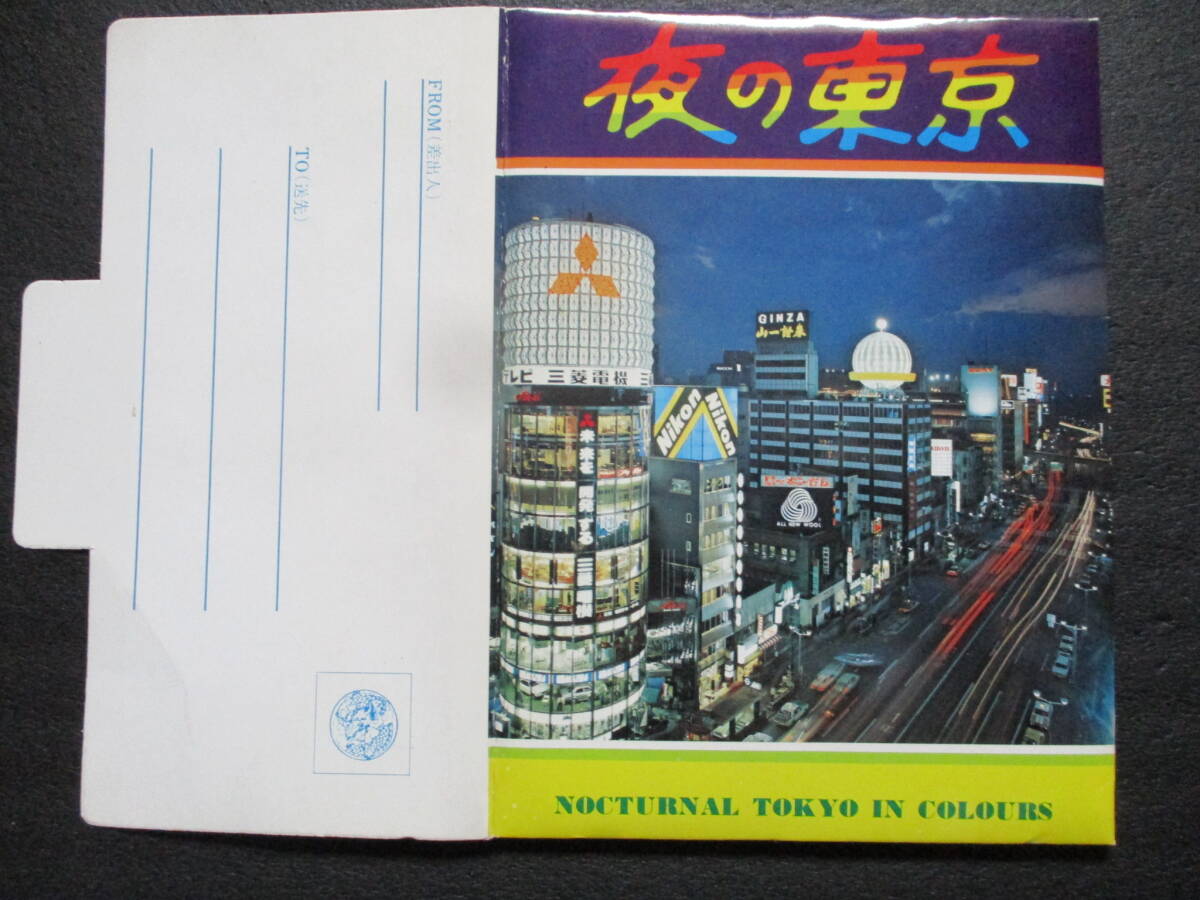 FROM(差出人)
TO(送先)
夜の東京
GINZA
山一證券
テレビ 三菱電機 三
Nikon
Nikon
未来を開発する三菱電機
ALL NEW WOOL
NOCTURNAL TOKYO IN COLOURS